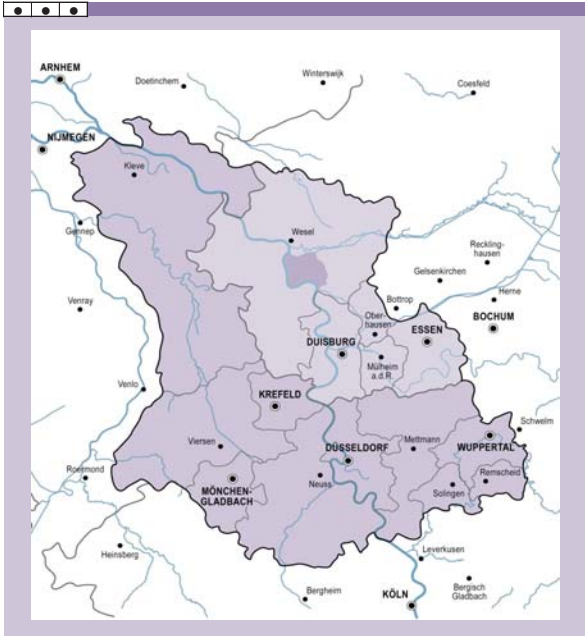 ARNHEM
Doetinchem
Winterswijk
Coesfeld
NIJMEGEN
Kleve
Gennep
Wesel
Reckling-
hausen
Gelsenkirchen
Venray
Bottrop
Herne
Ober-
hausen
BOCHUM
ESSEN
DUISBURG
Mülheim
a.d.R.
Venlo
KREFELD
Schwelm
Viersen
DÜSSELDORF
Mettmann
WUPPERTAL
Roermond
MÖNCHEN-
GLADBACH
Neuss
Remscheid
Solingen
Heinsberg
Leverkusen
Bergheim
KÖLN
Bergisch
Gladbach